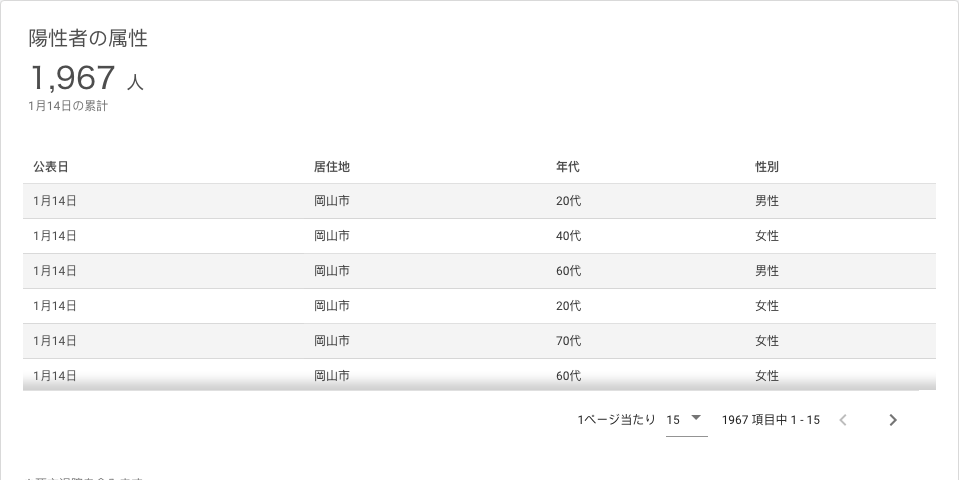 陽性者の属性
1,967 人
1月14日の累計
公表日 居住地 年代 性別
1月14日 岡山市 20代 男性
1月14日 岡山市 40代 女性
1月14日 岡山市 60代 男性
1月14日 岡山市 20代 女性
1月14日 岡山市 70代 女性
1月14日 岡山市 60代 女性
1ページ当たり 15 1967 項目中 1 - 15